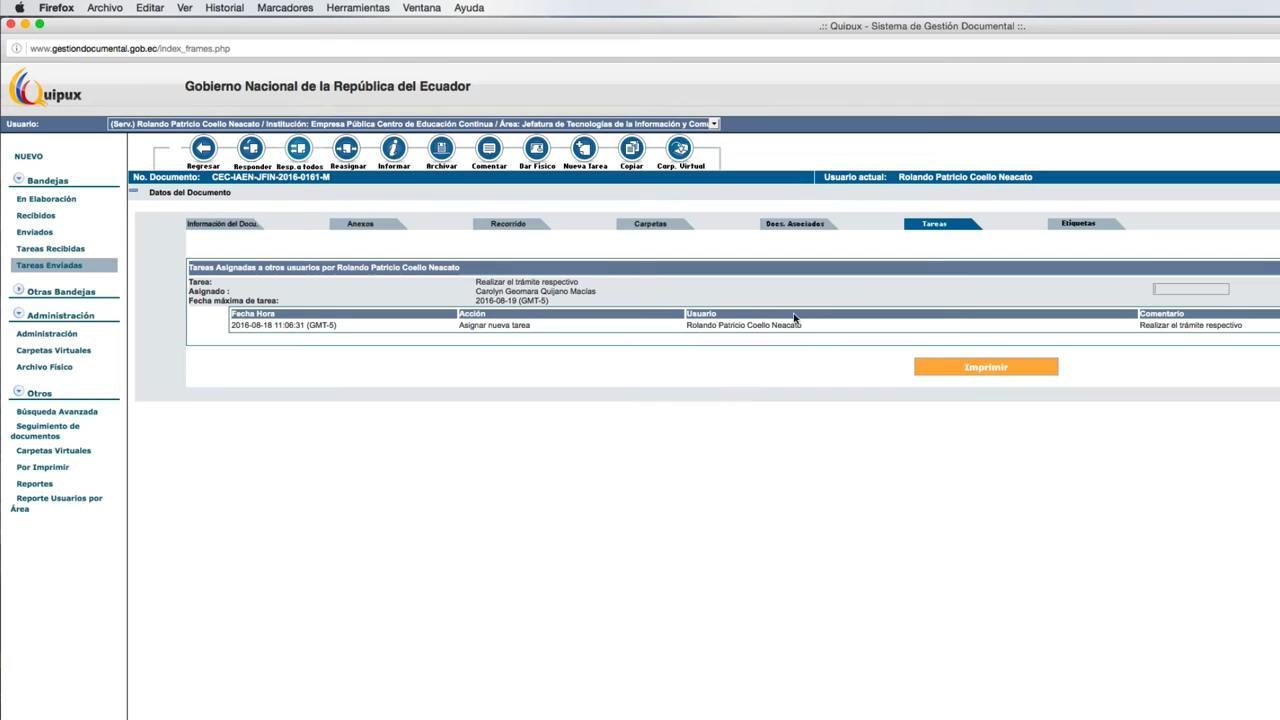 Firefox Archivo Editar Ver Historial Marcadores Herramientas Ventana Ayuda
.:: Quipux - Sistema de Gestión Documental ::.
www.gestiondocumental.gob.ec/index_frames.php
Quipux
Gobierno Nacional de la República del Ecuador
Usuario: (Serv.) Rolando Patricio Coello Neacato / Institución: Empresa Pública Centro de Educación Continua / Área: Jefatura de Tecnologías de la Información y Comu
Regresar Responder Resp.a todos Reasignar Informar Archivar Comentar Dar Físico Nueva Tarea Copiar Carp. Virtual
No. Documento: CEC-IAEN-JFIN-2016-0161-M Usuario actual: Rolando Patricio Coello Neacato
Datos del Documento
Información del Docu. Anexos Recorrido Carpetas Docs. Asociados Tareas Etiquetas
Tareas Asignadas a otros usuarios por Rolando Patricio Coello Neacato
Tarea: Realizar el trámite respectivo
Asignado : Carolyn Geomara Quijano Macías
Fecha máxima de tarea: 2016-08-19 (GMT-5)
Fecha Hora Acción Usuario Comentario
2016-08-18 11:06:31 (GMT-5) Asignar nueva tarea Rolando Patricio Coello Neacato Realizar el trámite respectivo
Imprimir
NUEVO
Bandejas
En Elaboración
Recibidos
Enviados
Tareas Recibidas
Tareas Enviadas
Otras Bandejas
Administración
Administración
Carpetas Virtuales
Archivo Físico
Otros
Búsqueda Avanzada
Seguimiento de
documentos
Carpetas Virtuales
Por Imprimir
Reportes
Reporte Usuarios por
Área